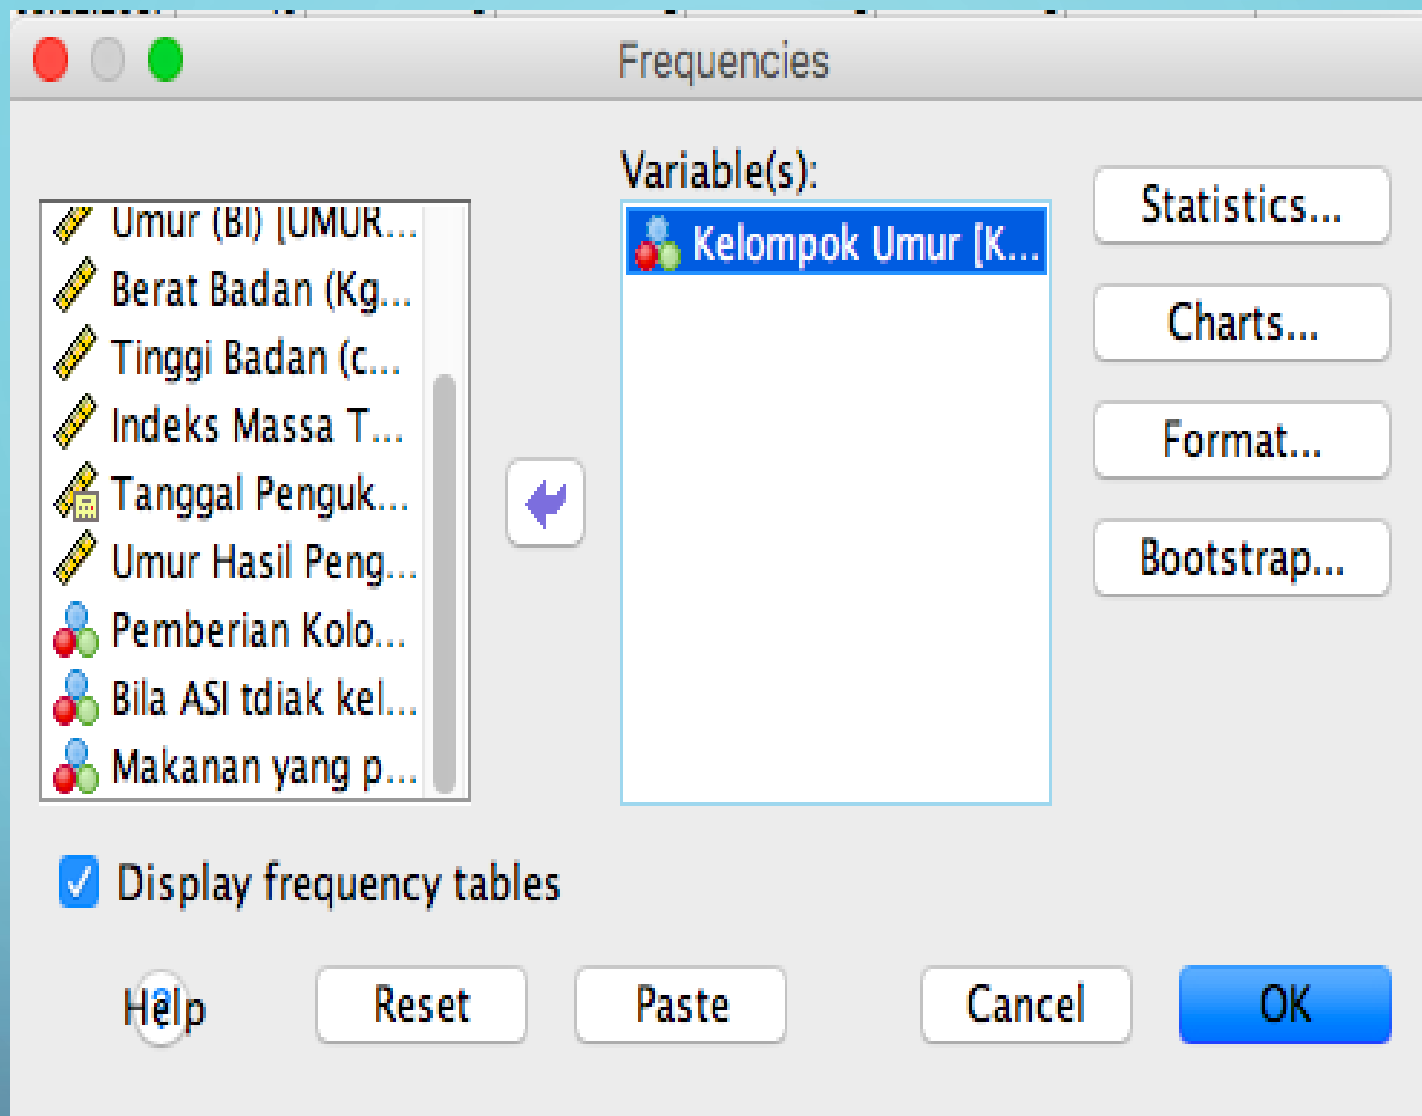 Frequencies
Variable(s):
Umur (Bl) [UMUR...
Berat Badan (Kg...
Tinggi Badan (c...
Indeks Massa T...
Tanggal Penguk...
Umur Hasil Peng...
Pemberian Kolo...
Bila ASI tdiak kel...
Makanan yang p...
Kelompok Umur [K...
Statistics...
Charts...
Format...
Bootstrap...
Display frequency tables
Help
Reset
Paste
Cancel
OK